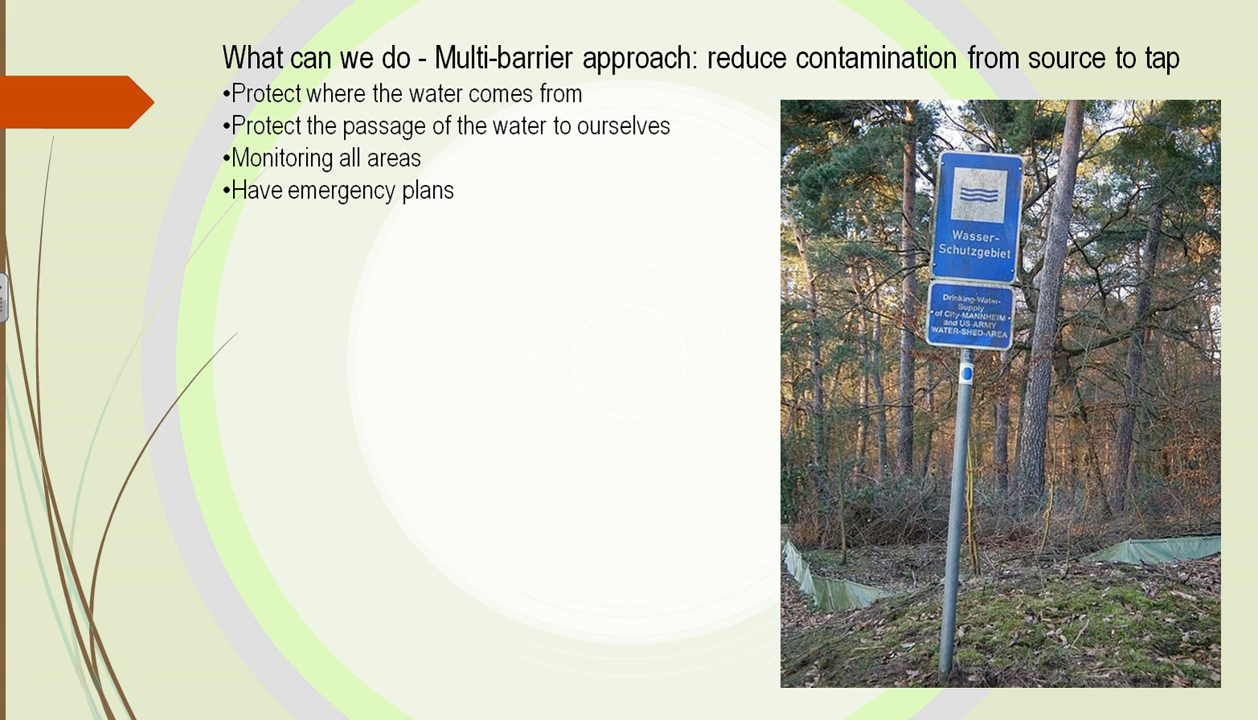 What can we do - Multi-barrier approach: reduce contamination from source to tap
•Protect where the water comes from
•Protect the passage of the water to ourselves
•Monitoring all areas
•Have emergency plans
Wasser-
Schutzgebiet
Drinking-Water-
Supply
of City-MANNHEIM-
and US-ARMY
WATER-SHED-AREA